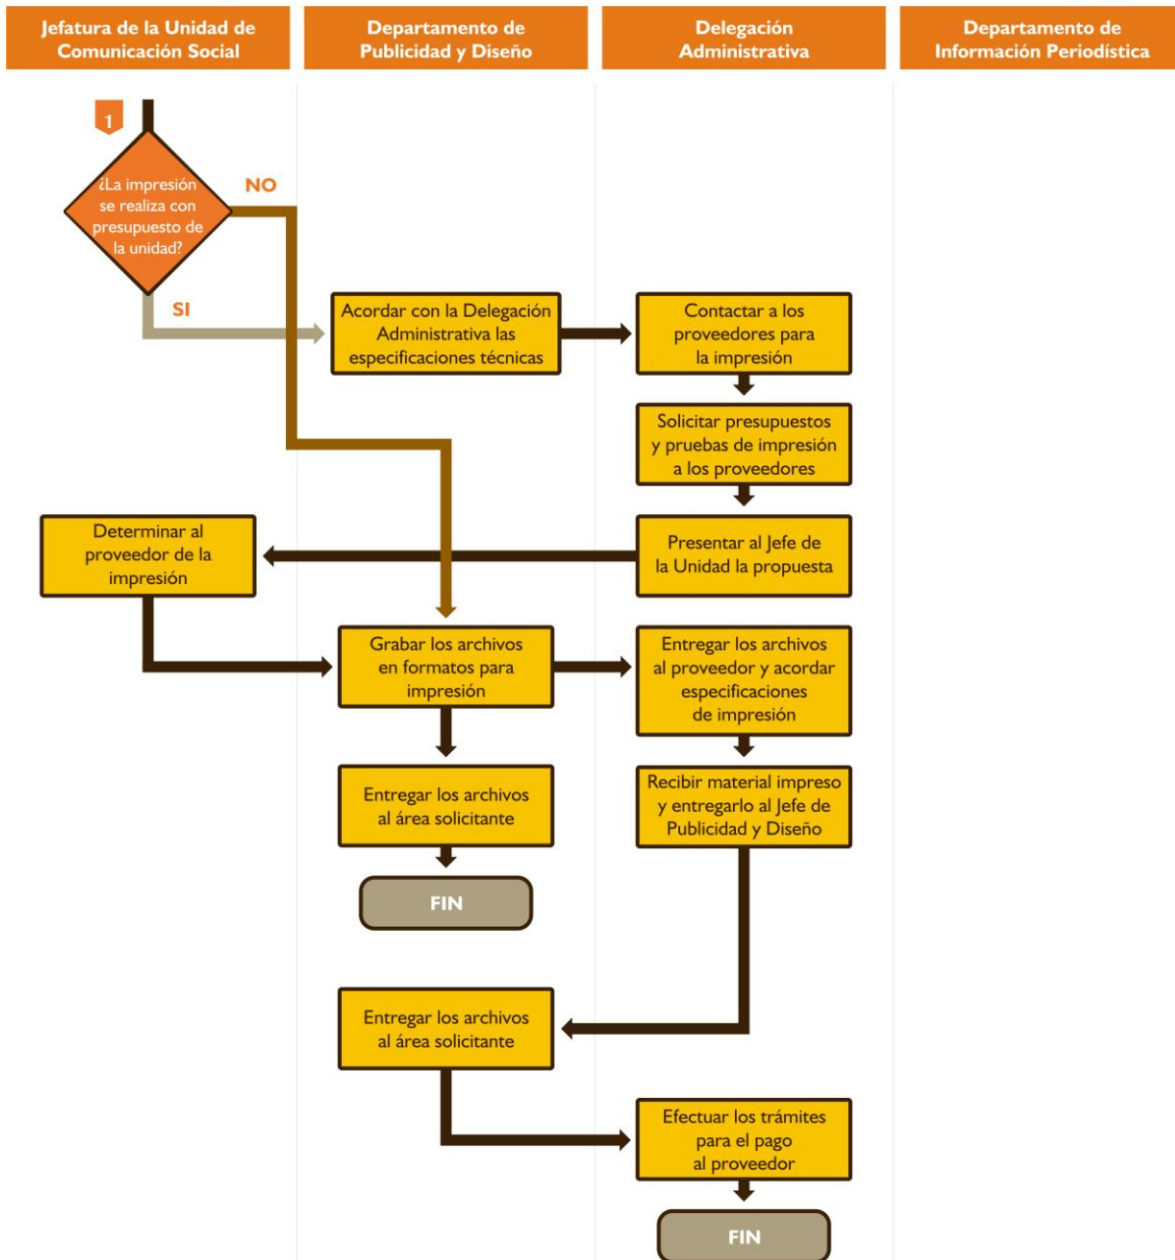 Jefatura de la Unidad de
Comunicación Social
Departamento de
Publicidad y Diseño
Delegación
Administrativa
Departamento de
Información Periodística
1
¿La impresión
se realiza con
presupuesto de
la unidad?
NO
SI
Acordar con la Delegación
Administrativa las
especificaciones técnicas
Contactar a los
proveedores para
la impresión
Solicitar presupuestos
y pruebas de impresión
a los proveedores
Presentar al Jefe de
la Unidad la propuesta
Determinar al
proveedor de la
impresión
Grabar los archivos
en formatos para
impresión
Entregar los archivos
al proveedor y acordar
especificaciones
de impresión
Entregar los archivos
al área solicitante
Recibir material impreso
y entregarlo al Jefe de
Publicidad y Diseño
FIN
Entregar los archivos
al área solicitante
Efectuar los trámites
para el pago
al proveedor
FIN